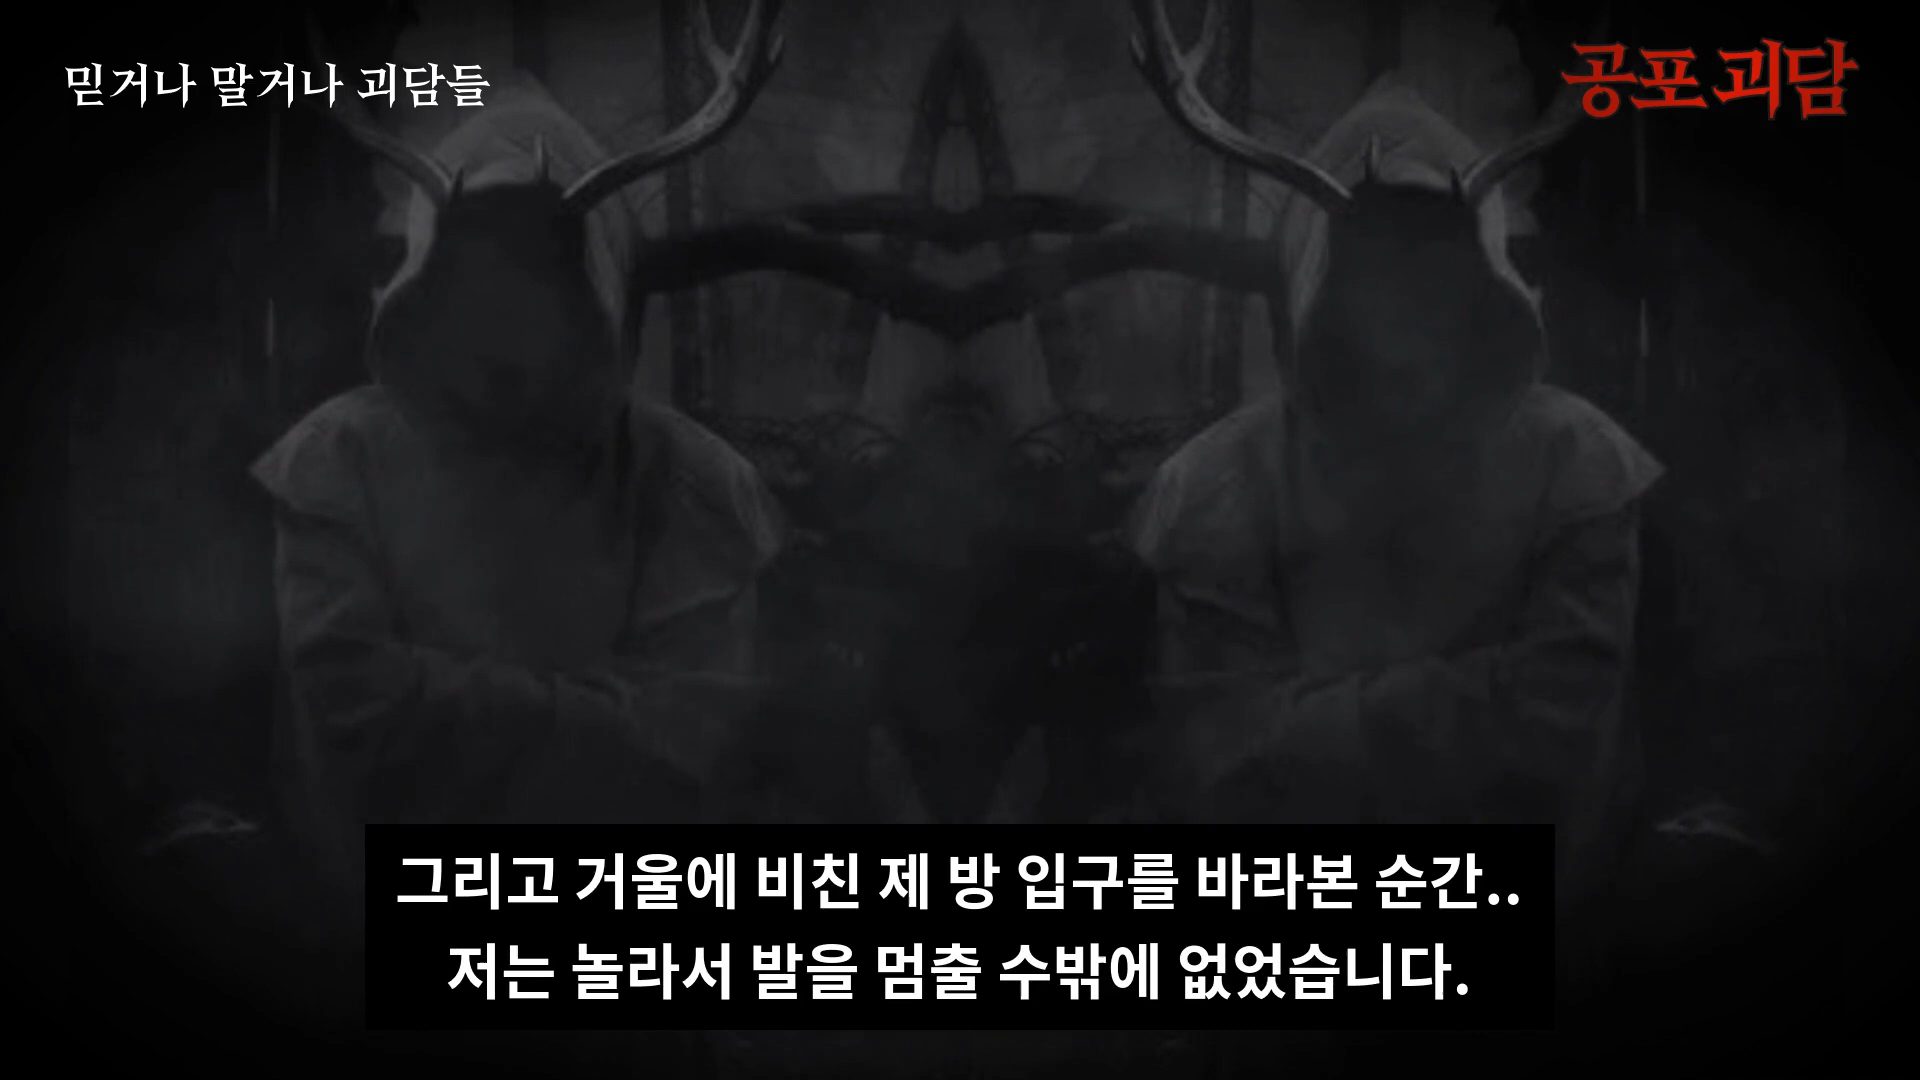 믿거나 말거나 괴담들
공포 괴담
그리고 거울에 비친 제 방 입구를 바라본 순간..
저는 놀라서 발을 멈출 수밖에 없었습니다.